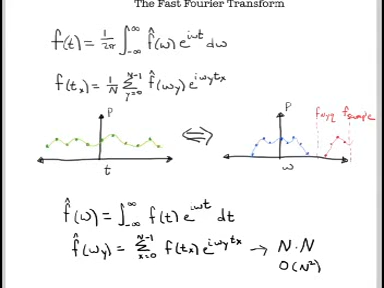 The Fast Fourier Transform
f(t) = 1/2π ∫_{-∞}^{∞} f̂(ω) e^{iωt} dω
f(t_x) = 1/N Σ_{y=0}^{N-1} f̂(ω_y) e^{iω_y t_x}
P
t
⇔
P
ω
f_Nyq
f_sample
f̂(ω) = ∫_{-∞}^{∞} f(t) e^{iωt} dt
f̂(ω_y) = Σ_{x=0}^{N-1} f(t_x) e^{iω_y t_x} → N·N
O(N²)